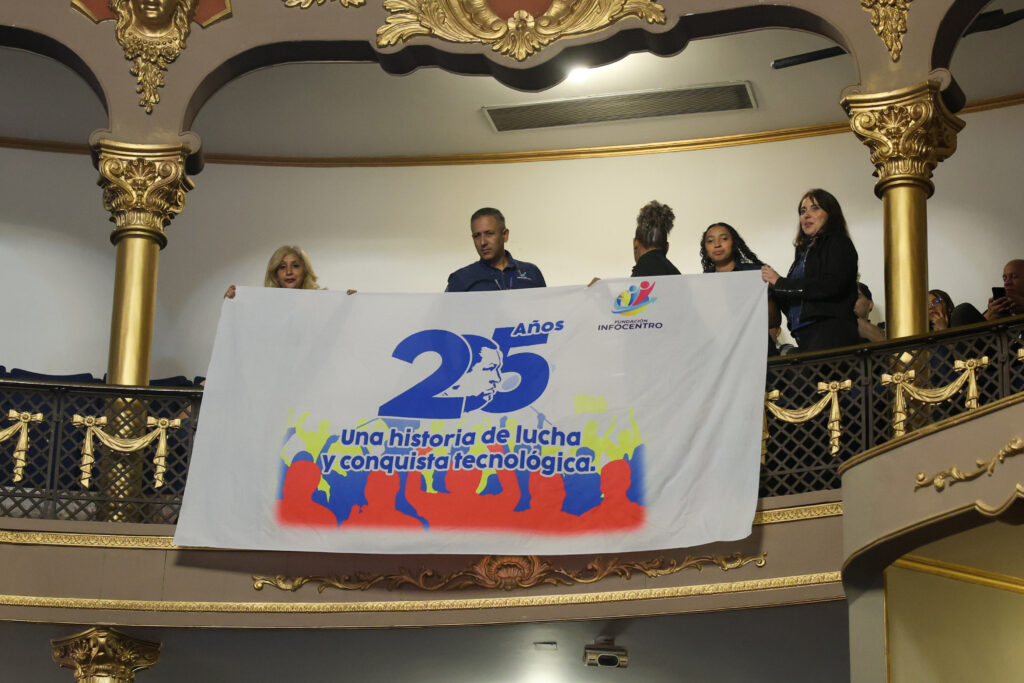 FUNDACIÓN
INFOCENTRO
25 Años
Una historia de lucha
y conquista tecnológica.